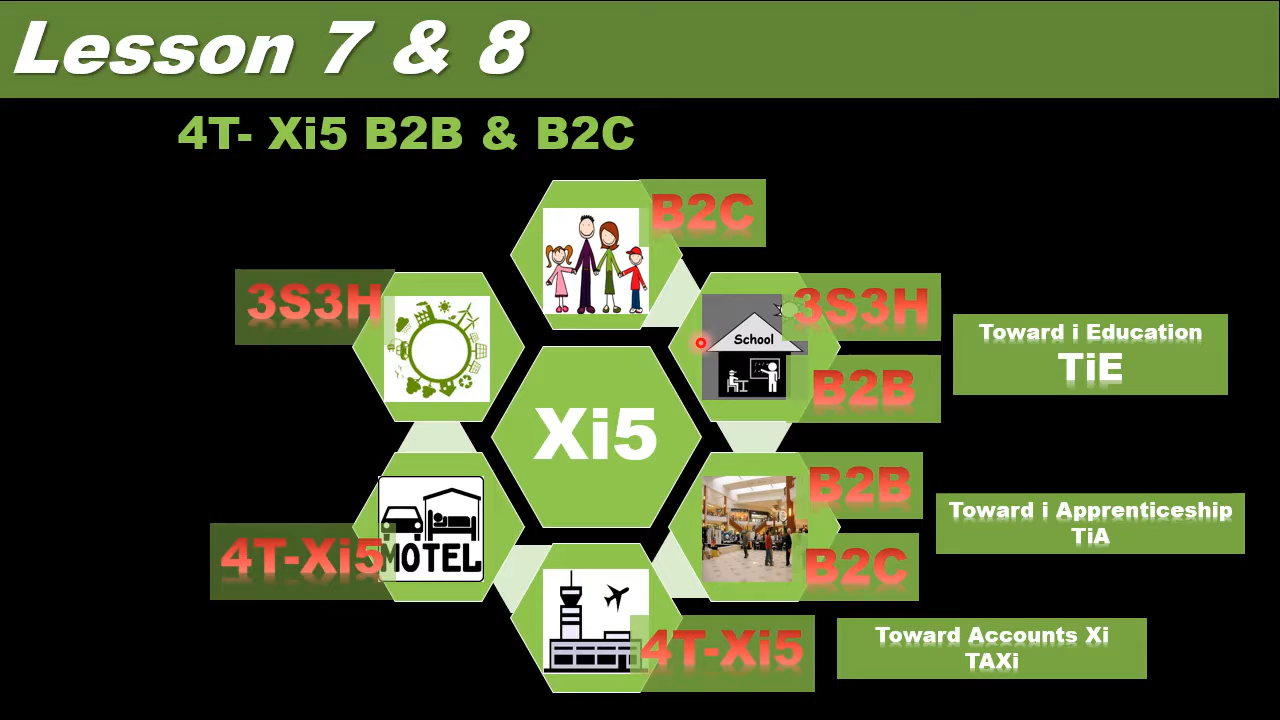 Lesson 7 & 8
4T- Xi5 B2B & B2C
B2C
3S3H
3S3H
School
Toward i Education
TiE
B2B
Xi5
B2B
Toward i Apprenticeship
TiA
4T-Xi5
MOTEL
B2C
4T-Xi5
Toward Accounts Xi
TAXi